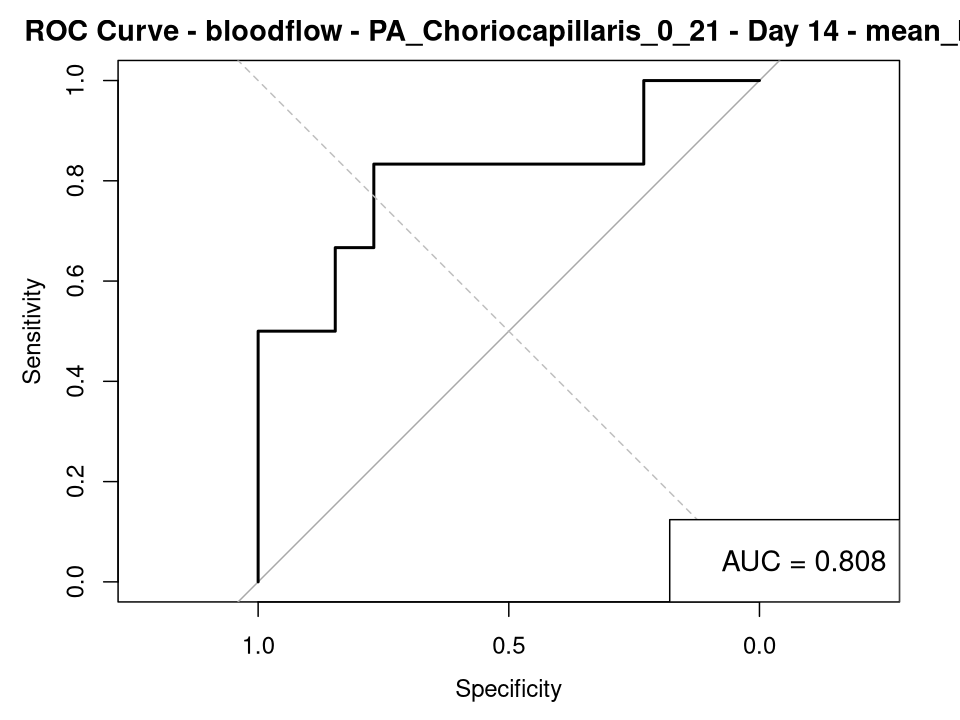 ROC Curve - bloodflow - PA_Choriocapillaris_0_21 - Day 14 - mean_
1.0
0.8
0.6
0.4
0.2
0.0
Sensitivity
AUC = 0.808
1.0 0.5 0.0
Specificity